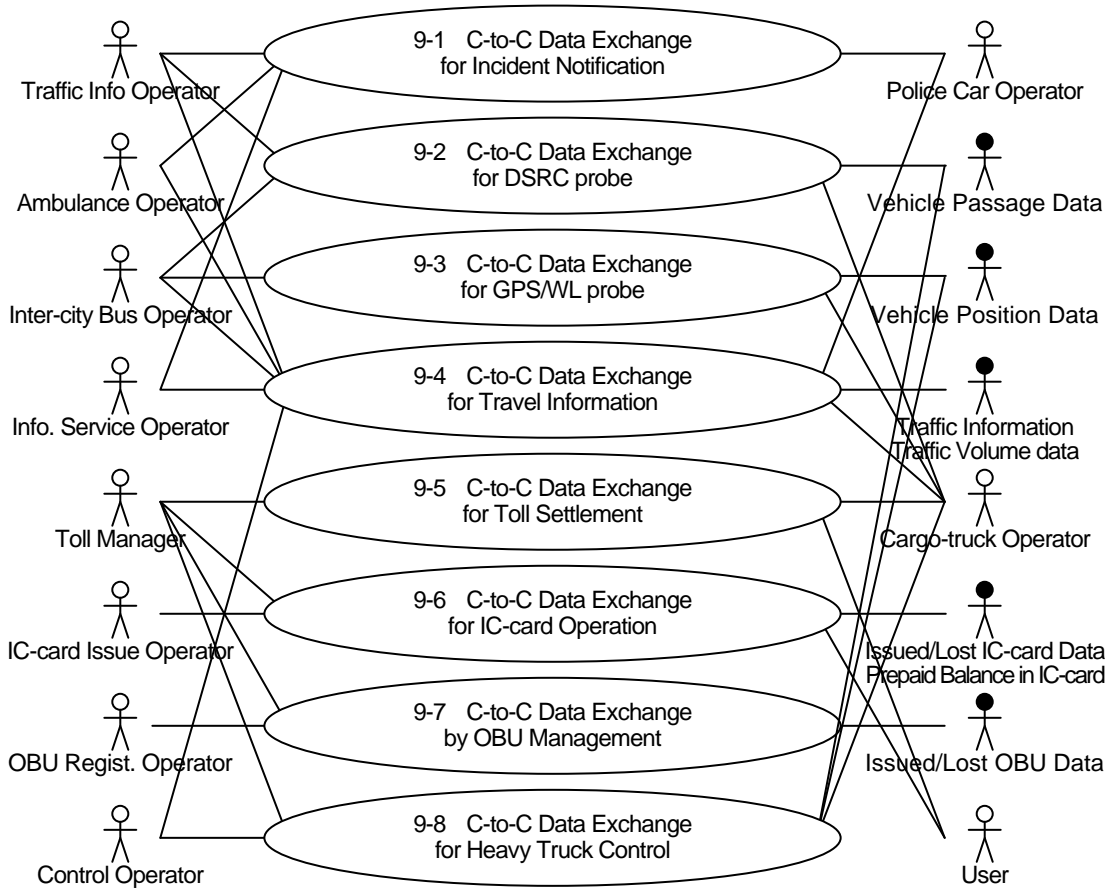 9-1 C-to-C Data Exchange
for Incident Notification
Traffic Info Operator
Police Car Operator
9-2 C-to-C Data Exchange
for DSRC probe
Ambulance Operator
Vehicle Passage Data
9-3 C-to-C Data Exchange
for GPS/WL probe
Inter-city Bus Operator
Vehicle Position Data
9-4 C-to-C Data Exchange
for Travel Information
Info. Service Operator
Traffic Information
Traffic Volume data
9-5 C-to-C Data Exchange
for Toll Settlement
Toll Manager
Cargo-truck Operator
9-6 C-to-C Data Exchange
for IC-card Operation
IC-card Issue Operator
Issued/Lost IC-card Data
Prepaid Balance in IC-card
9-7 C-to-C Data Exchange
by OBU Management
OBU Regist. Operator
Issued/Lost OBU Data
9-8 C-to-C Data Exchange
for Heavy Truck Control
Control Operator
User